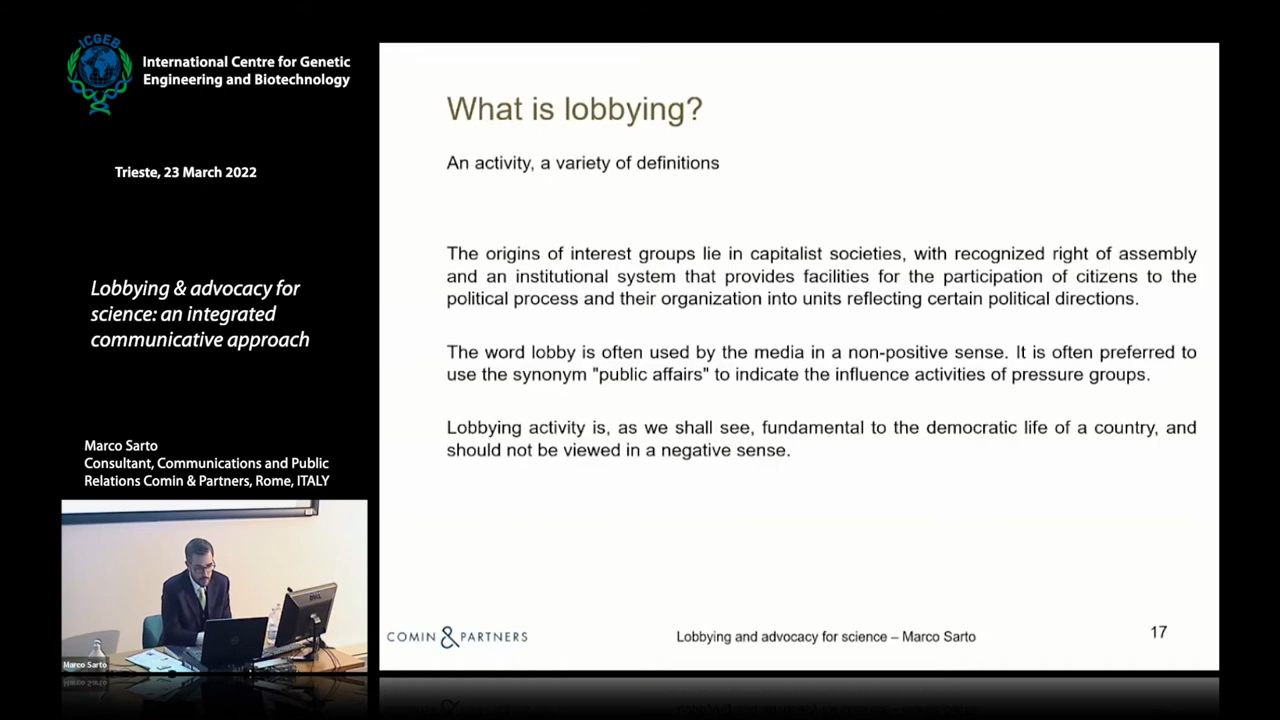 ICGEB
International Centre for Genetic
Engineering and Biotechnology
Trieste, 23 March 2022
Lobbying & advocacy for
science: an integrated
communicative approach
Marco Sarto
Consultant, Communications and Public
Relations Comin & Partners, Rome, ITALY
DELL
Marco Sarto
What is lobbying?
An activity, a variety of definitions
The origins of interest groups lie in capitalist societies, with recognized right of assembly
and an institutional system that provides facilities for the participation of citizens to the
political process and their organization into units reflecting certain political directions.
The word lobby is often used by the media in a non-positive sense. It is often preferred to
use the synonym "public affairs" to indicate the influence activities of pressure groups.
Lobbying activity is, as we shall see, fundamental to the democratic life of a country, and
should not be viewed in a negative sense.
COMIN & PARTNERS
Lobbying and advocacy for science – Marco Sarto
17